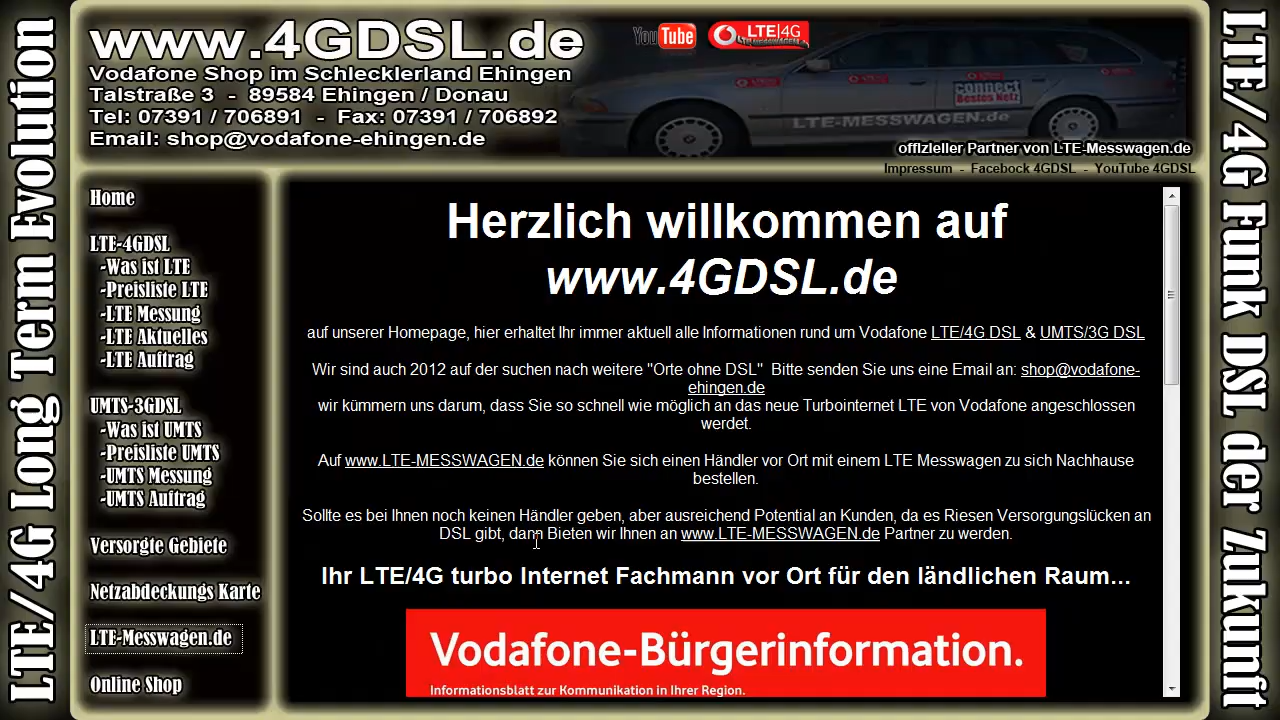 LTE/4G Long Term Evolution
www.4GDSL.de
Vodafone Shop im Schlecklerland Ehingen
Talstraße 3 - 89584 Ehingen / Donau
Tel: 07391 / 706891 - Fax: 07391 / 706892
Email: shop@vodafone-ehingen.de
YouTube
LTE|4G
connect
Bestes Netz
LTE-MESSWAGEN.de
offizieller Partner von LTE-Messwagen.de
Impressum - Facebock 4GDSL - YouTube 4GDSL
Home
LTE-4GDSL
-Was ist LTE
-Preisliste LTE
-LTE Messung
-LTE Aktuelles
-LTE Auftrag
UMTS-3GDSL
-Was ist UMTS
-Preisliste UMTS
-UMTS Messung
-UMTS Auftrag
Versorgte Gebiete
Netzabdeckungs Karte
LTE-Messwagen.de
Online Shop
Herzlich willkommen auf
www.4GDSL.de
auf unserer Homepage, hier erhaltet Ihr immer aktuell alle Informationen rund um Vodafone LTE/4G DSL & UMTS/3G DSL
Wir sind auch 2012 auf der suchen nach weitere "Orte ohne DSL" Bitte senden Sie uns eine Email an: shop@vodafone-
ehingen.de
wir kümmern uns darum, dass Sie so schnell wie möglich an das neue Turbointernet LTE von Vodafone angeschlossen
werdet.
Auf www.LTE-MESSWAGEN.de können Sie sich einen Händler vor Ort mit einem LTE Messwagen zu sich Nachhause
bestellen.
Sollte es bei Ihnen noch keinen Händler geben, aber ausreichend Potential an Kunden, da es Riesen Versorgungslücken an
DSL gibt, dann Bieten wir Ihnen an www.LTE-MESSWAGEN.de Partner zu werden.
Ihr LTE/4G turbo Internet Fachmann vor Ort für den ländlichen Raum...
Vodafone-Bürgerinformation.
Informationsblatt zur Kommunikation in Ihrer Region.
LTE/4G Funk DSL der Zukunft